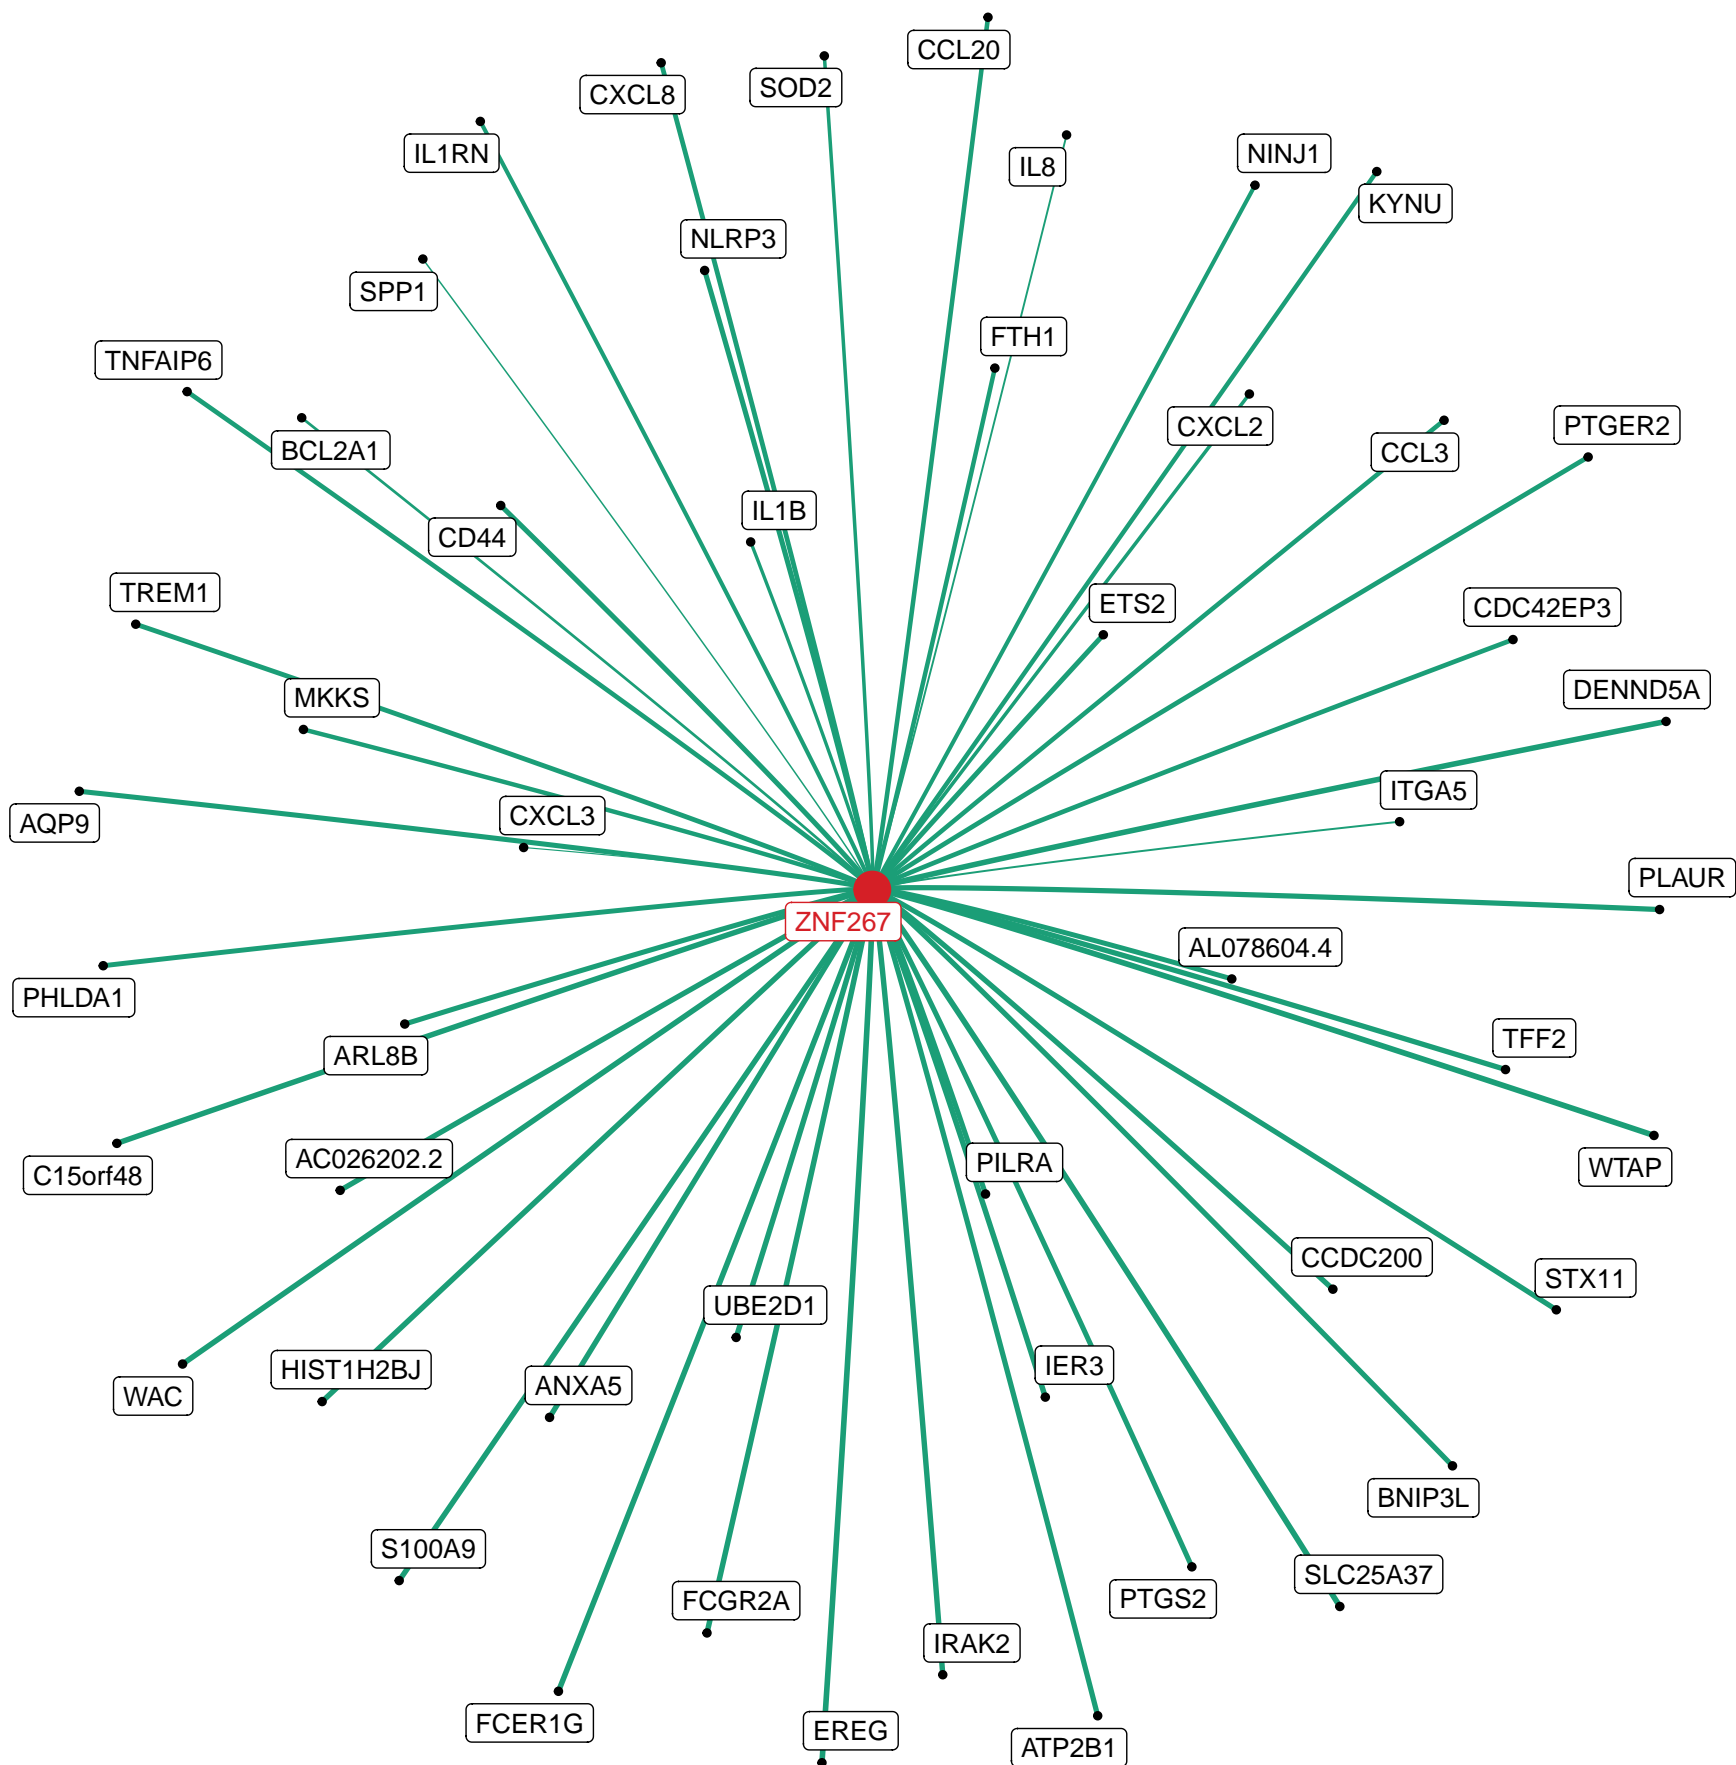 CCL20
SOD2
CXCL8
IL1RN
IL8
NINJ1
KYNU
NLRP3
SPP1
FTH1
TNFAIP6
CXCL2
PTGER2
BCL2A1
CCL3
IL1B
CD44
TREM1
ETS2
CDC42EP3
MKKS
DENND5A
ITGA5
CXCL3
AQP9
PLAUR
ZNF267
AL078604.4
PHLDA1
TFF2
ARL8B
AC026202.2
PILRA
WTAP
C15orf48
CCDC200
STX11
UBE2D1
IER3
HIST1H2BJ
ANXA5
WAC
BNIP3L
S100A9
SLC25A37
PTGS2
FCGR2A
IRAK2
FCER1G
EREG
ATP2B1